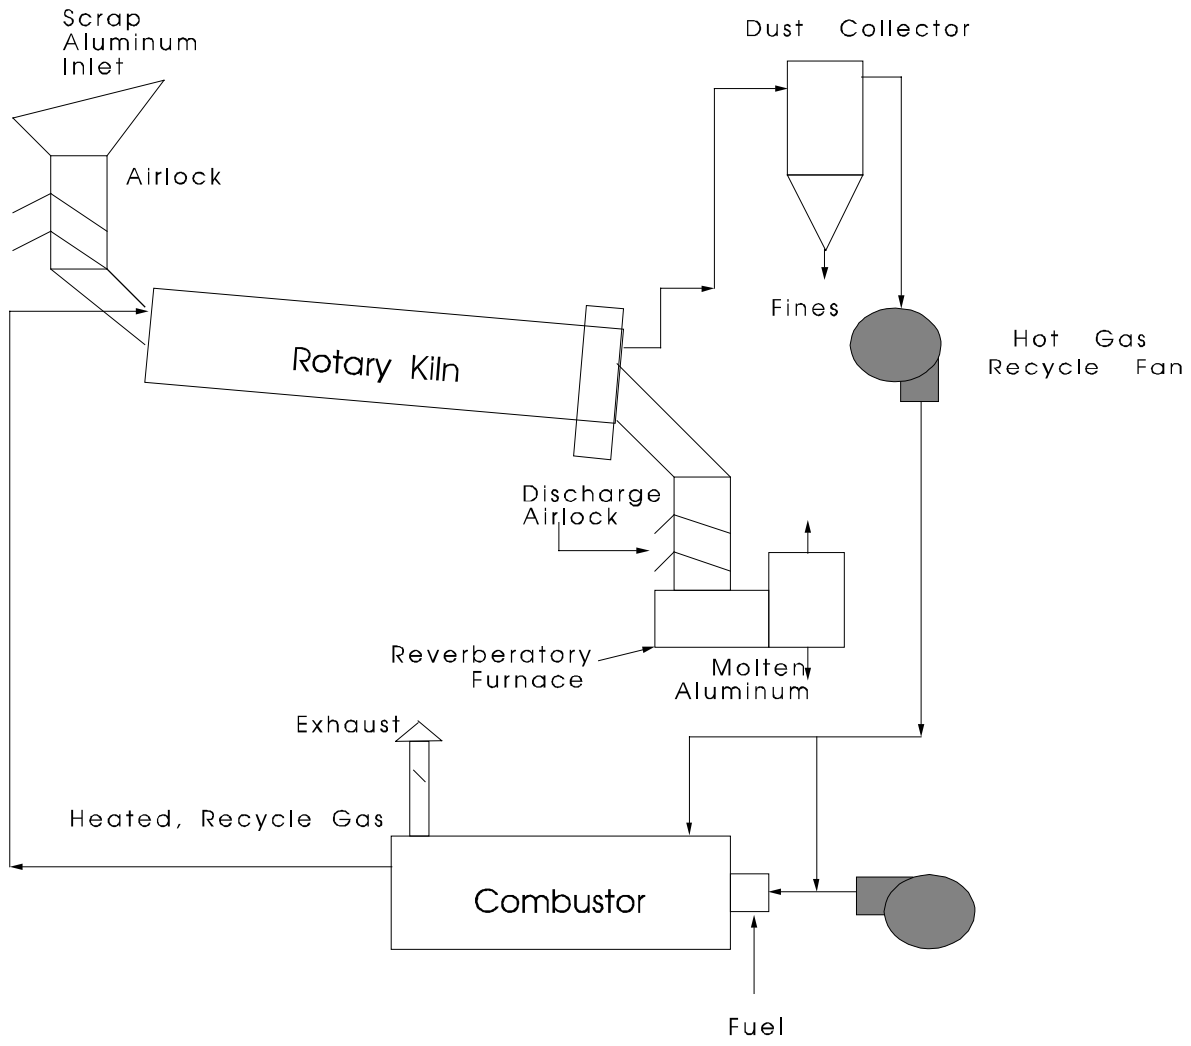 Scrap
Aluminum
Inlet
Dust Collector
Airlock
Fines
Hot Gas
Recycle Fan
Rotary Kiln
Discharge
Airlock
Reverberatory
Furnace
Molten
Aluminum
Exhaust
Heated, Recycle Gas
Combustor
Fuel